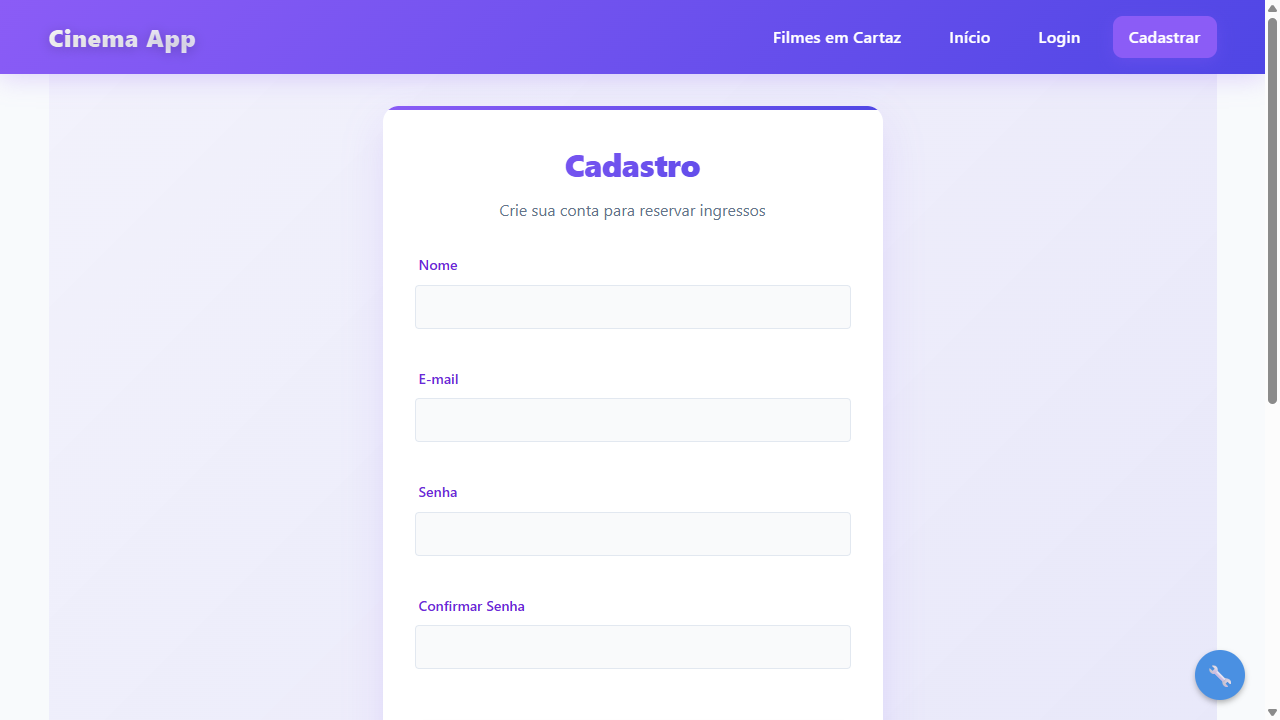 Cinema App
Filmes em Cartaz
Início
Login
Cadastrar
Cadastro
Crie sua conta para reservar ingressos
Nome
E-mail
Senha
Confirmar Senha